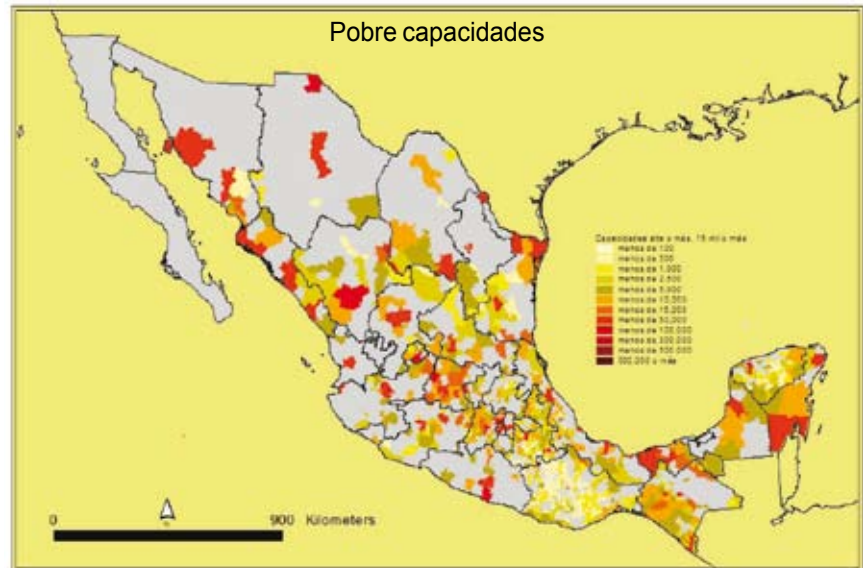 Pobre capacidades
Capacidades alta o más, 15 mil o más
menos de 100
menos de 500
menos de 1,000
menos de 2,500
menos de 5,000
menos de 10,000
menos de 15,000
menos de 50,000
menos de 100,000
menos de 300,000
menos de 500,000
500,000 o más
0 900 Kilometers